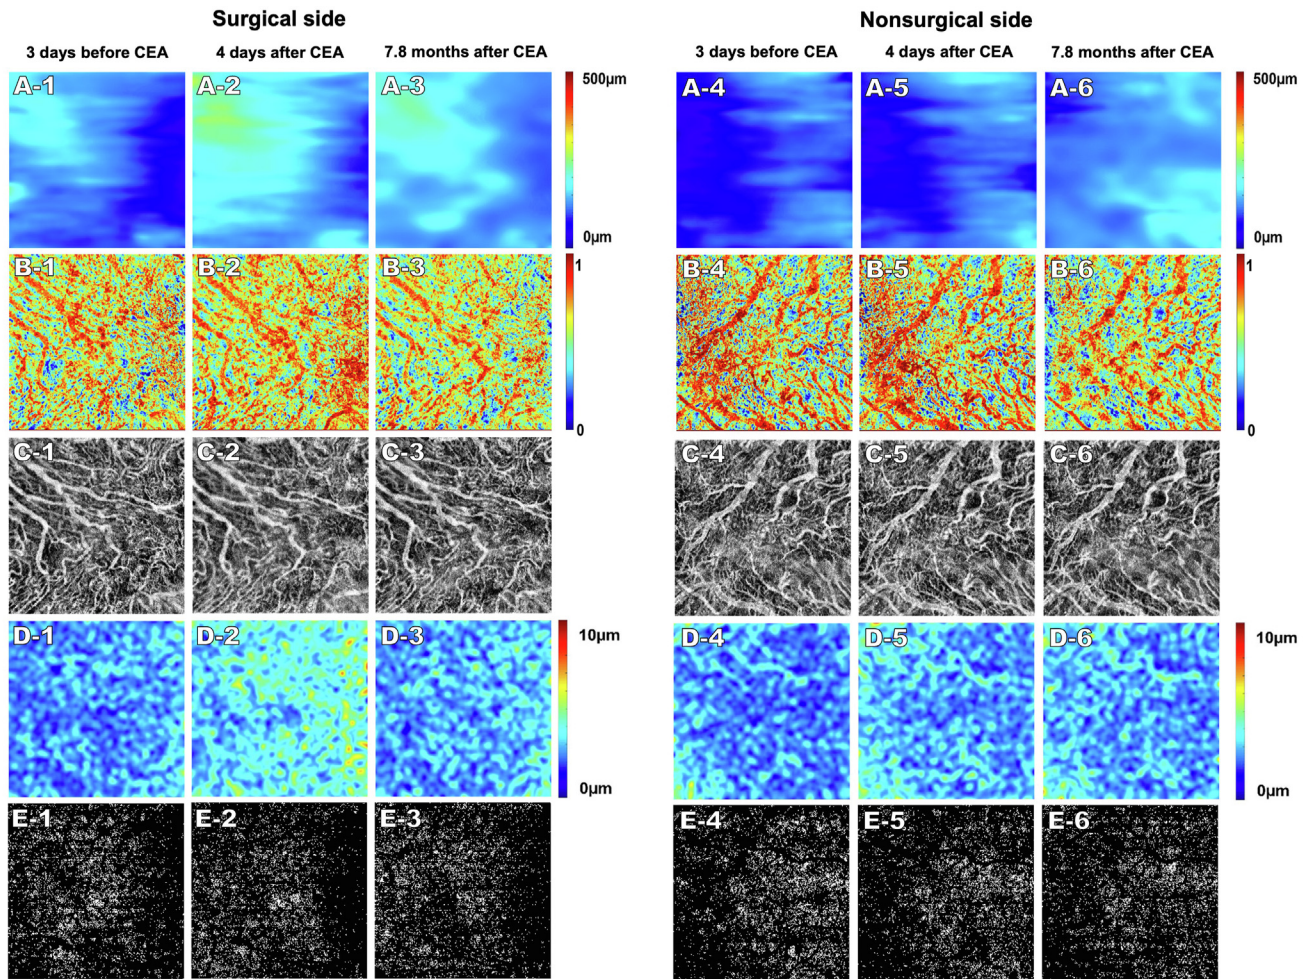 Surgical side Nonsurgical side
3 days before CEA 4 days after CEA 7.8 months after CEA 3 days before CEA 4 days after CEA 7.8 months after CEA
A-1 A-2 A-3 500µm A-4 A-5 A-6 500µm
0µm 0µm
B-1 B-2 B-3 1 B-4 B-5 B-6 1
0 0
C-1 C-2 C-3 C-4 C-5 C-6
D-1 D-2 D-3 10µm D-4 D-5 D-6 10µm
0µm 0µm
E-1 E-2 E-3 E-4 E-5 E-6